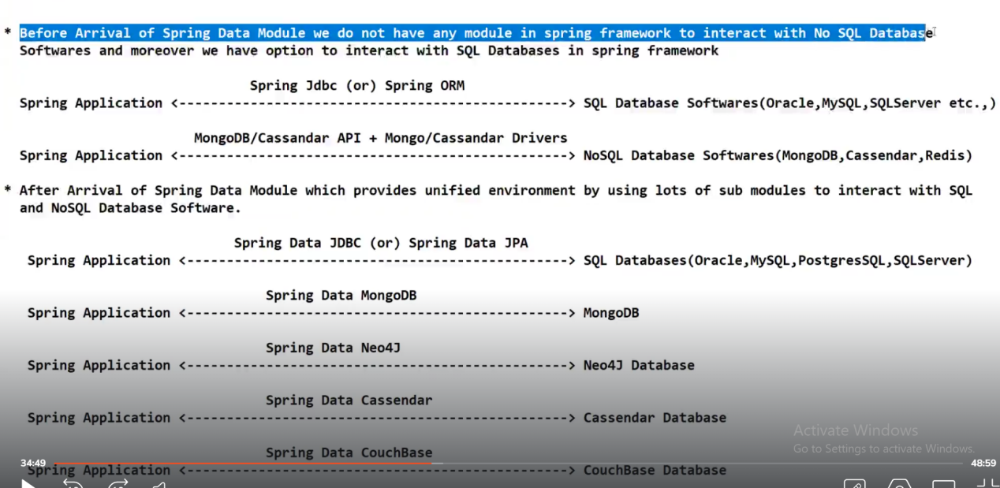 * Before Arrival of Spring Data Module we do not have any module in spring framework to interact with No SQL Database
Softwares and moreover we have option to interact with SQL Databases in spring framework
Spring Jdbc (or) Spring ORM
Spring Application <------------------------------------------------> SQL Database Softwares(Oracle,MySQL,SQLServer etc.,)
MongoDB/Cassandar API + Mongo/Cassandar Drivers
Spring Application <------------------------------------------------> NoSQL Database Softwares(MongoDB,Cassendar,Redis)
* After Arrival of Spring Data Module which provides unified environment by using lots of sub modules to interact with SQL
and NoSQL Database Software.
Spring Data JDBC (or) Spring Data JPA
Spring Application <------------------------------------------------> SQL Databases(Oracle,MySQL,PostgresSQL,SQLServer)
Spring Data MongoDB
Spring Application <------------------------------------------------> MongoDB
Spring Data Neo4J
Spring Application <------------------------------------------------> Neo4J Database
Spring Data Cassendar
Spring Application <------------------------------------------------> Cassendar Database
Activate Windows
Go to Settings to activate Windows.
Spring Data CouchBase
34:49
48:59
Spring Application <------------------------------------------------> CouchBase Database